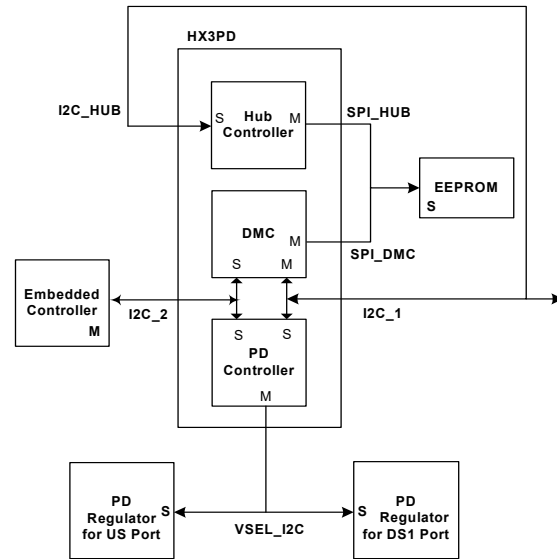 HX3PD
I2C_HUB
S
Hub
M
Controller
SPI_HUB
EEPROM
S
DMC
M
SPI_DMC
S
M
Embedded
Controller
M
I2C_2
I2C_1
S
S
PD
Controller
M
PD
Regulator
for US Port
S
VSEL_I2C
S
PD
Regulator
for DS1 Port